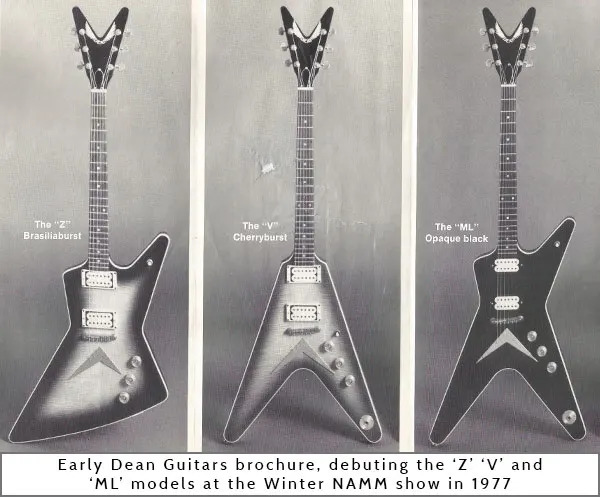 The "Z"
Brasiliaburst
The "V"
Cherryburst
The "ML"
Opaque black
Early Dean Guitars brochure, debuting the ‘Z’ ‘V’ and
‘ML’ models at the Winter NAMM show in 1977